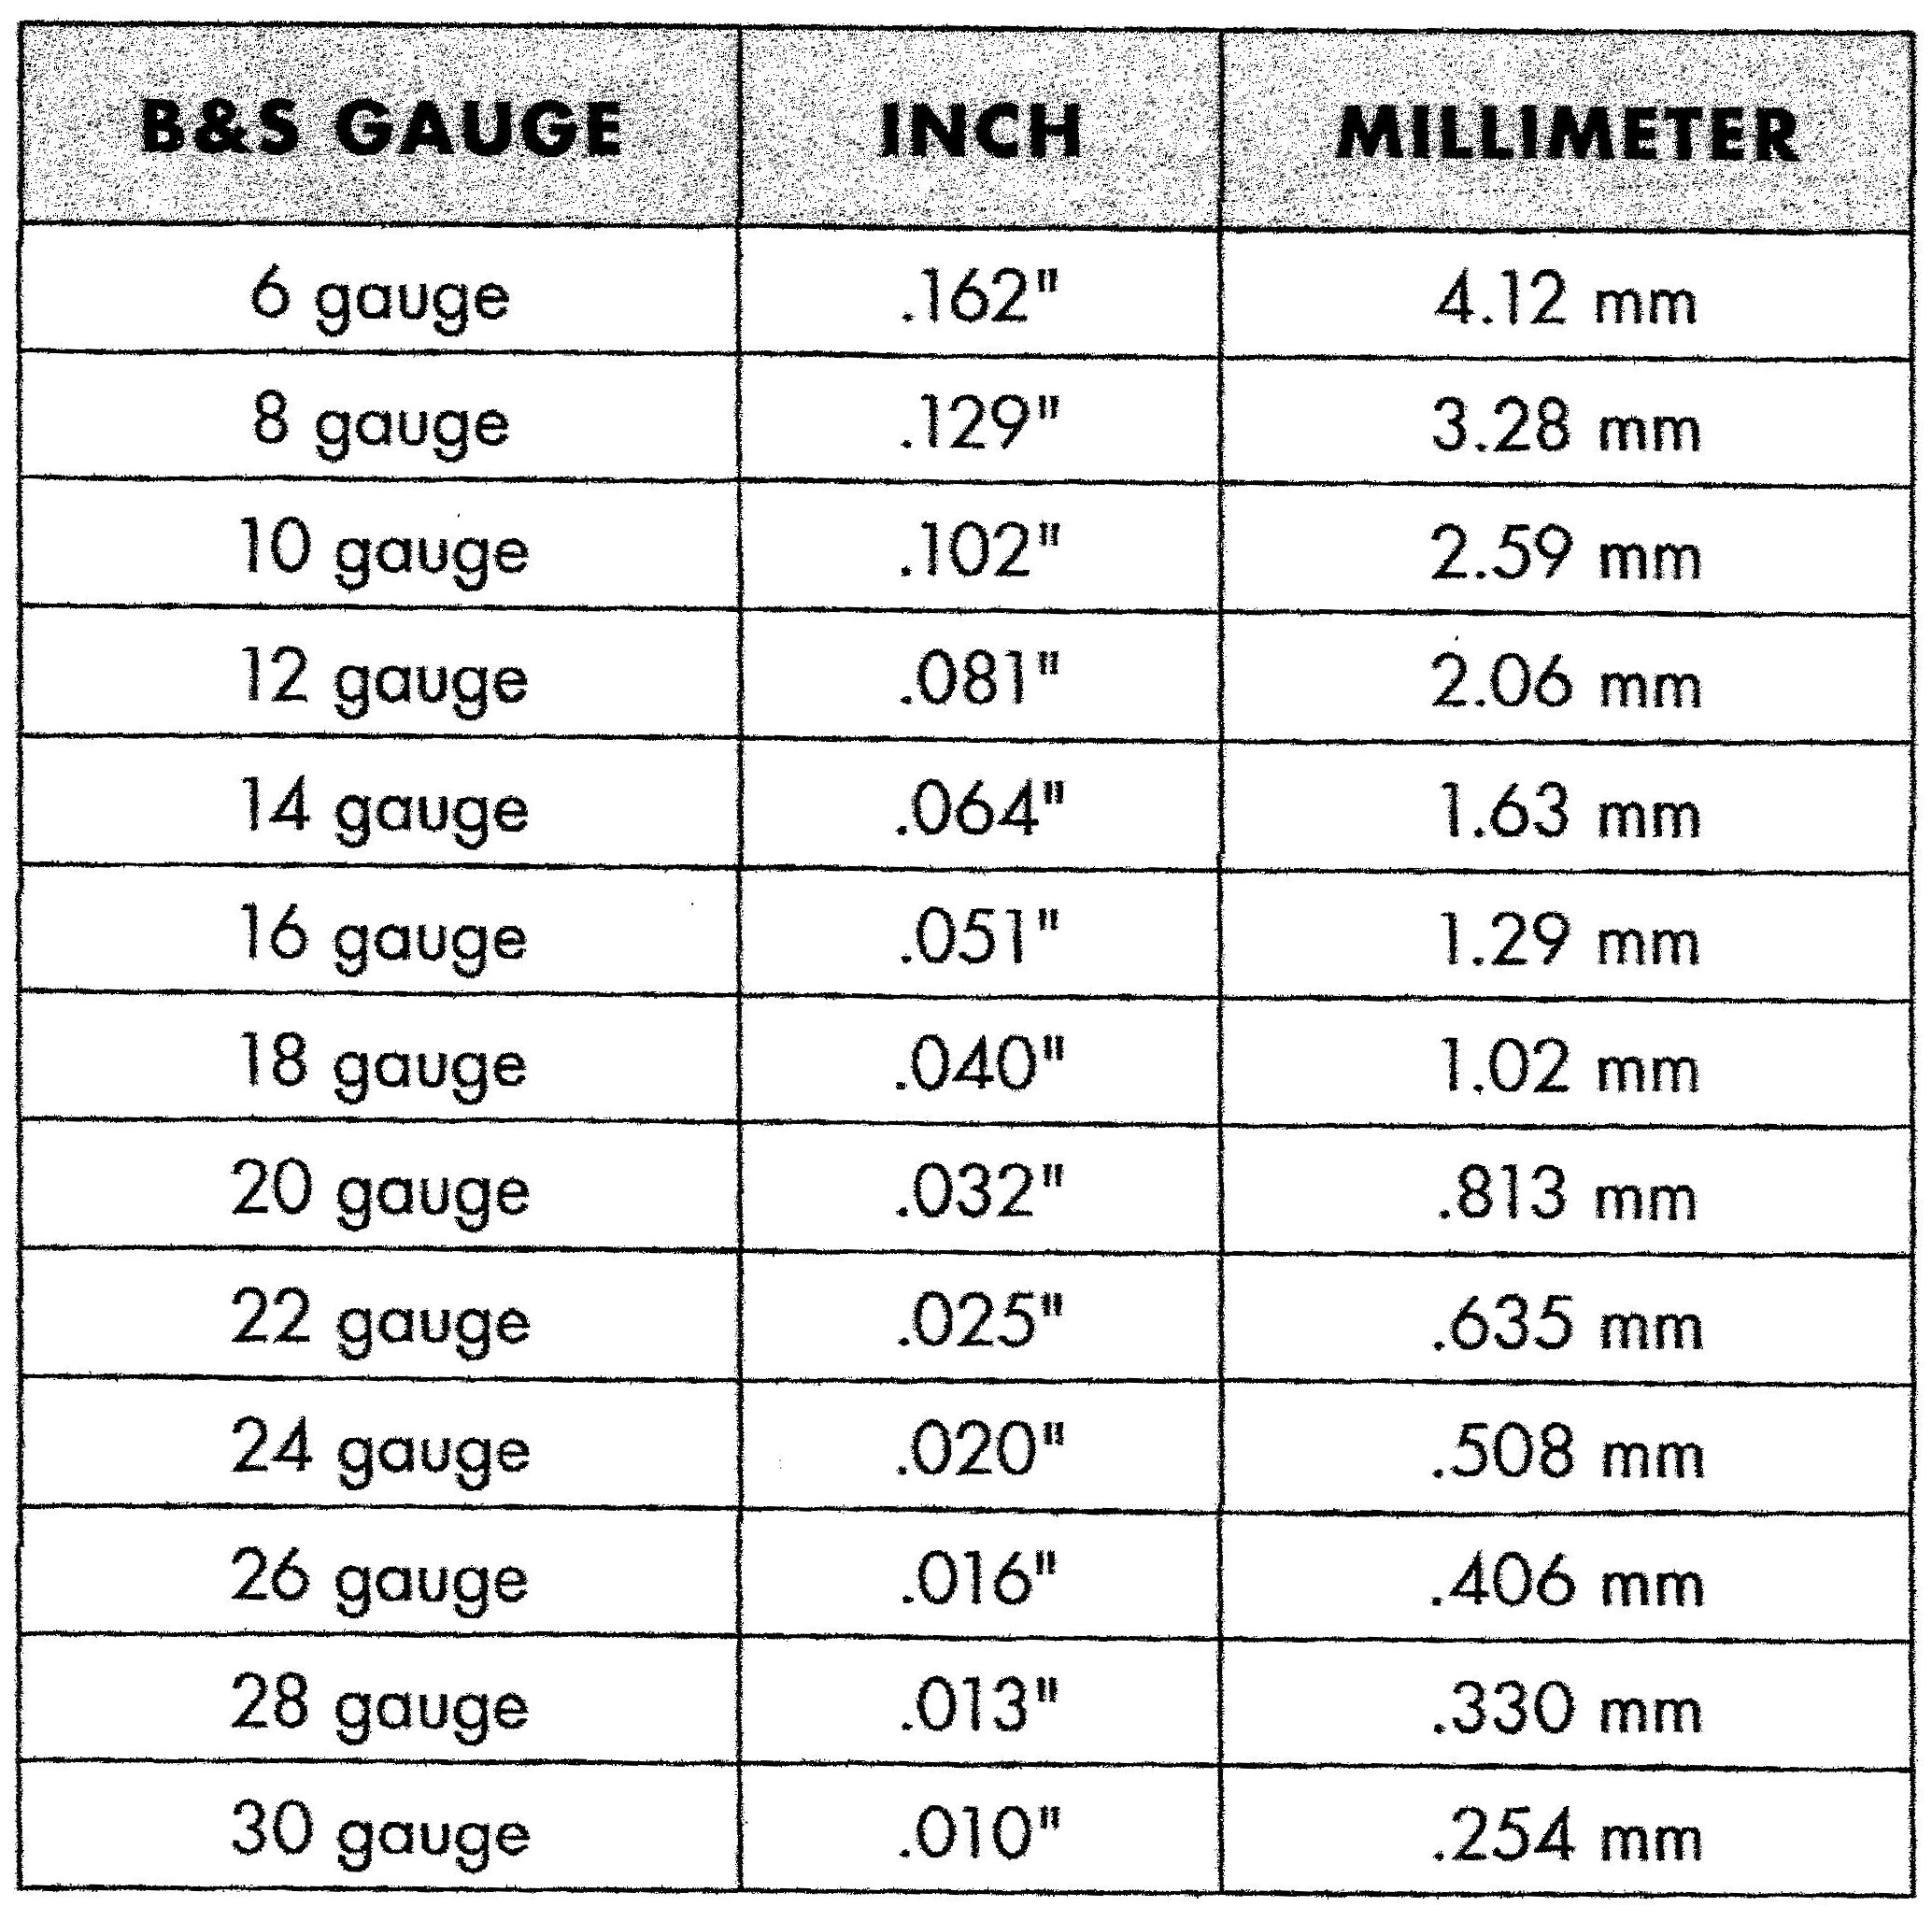 B&S GAUGE INCH MILLIMETER
6 gauge .162" 4.12 mm
8 gauge .129" 3.28 mm
10 gauge .102" 2.59 mm
12 gauge .081" 2.06 mm
14 gauge .064" 1.63 mm
16 gauge .051" 1.29 mm
18 gauge .040" 1.02 mm
20 gauge .032" .813 mm
22 gauge .025" .635 mm
24 gauge .020" .508 mm
26 gauge .016" .406 mm
28 gauge .013" .330 mm
30 gauge .010" .254 mm